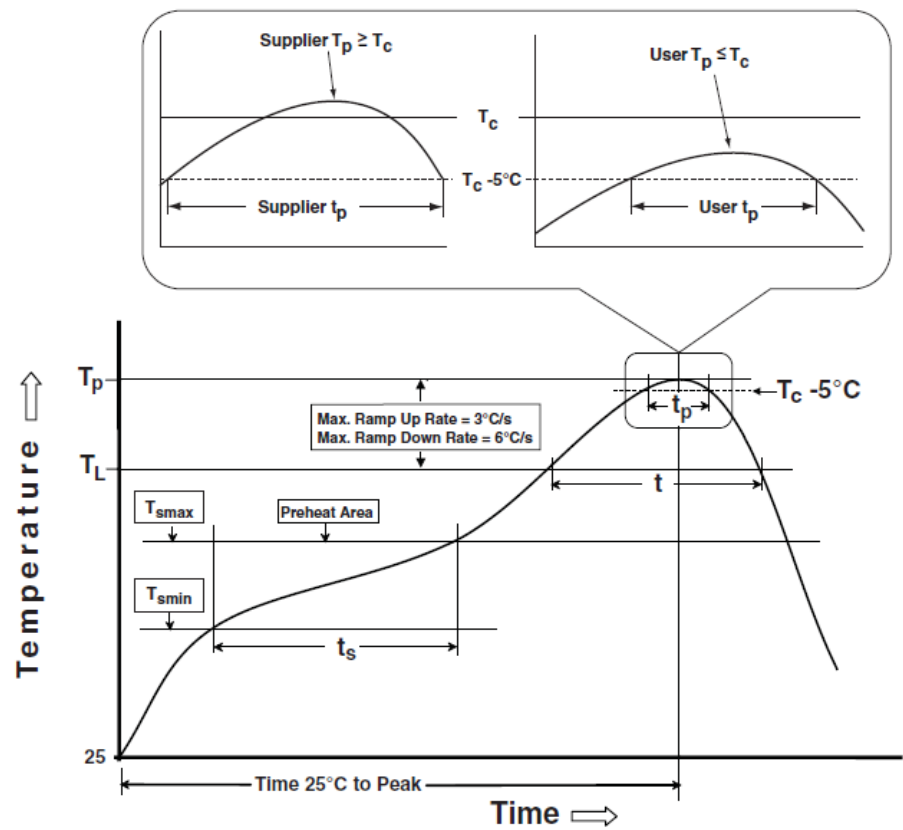 Supplier Tp ≥ Tc
User Tp ≤ Tc
Tc
Tc -5°C
Supplier tp
User tp
Tp
Tc -5°C
tp
Max. Ramp Up Rate = 3°C/s
Max. Ramp Down Rate = 6°C/s
TL
t
Tsmax
Preheat Area
Tsmin
ts
Temperature
25
Time 25°C to Peak
Time